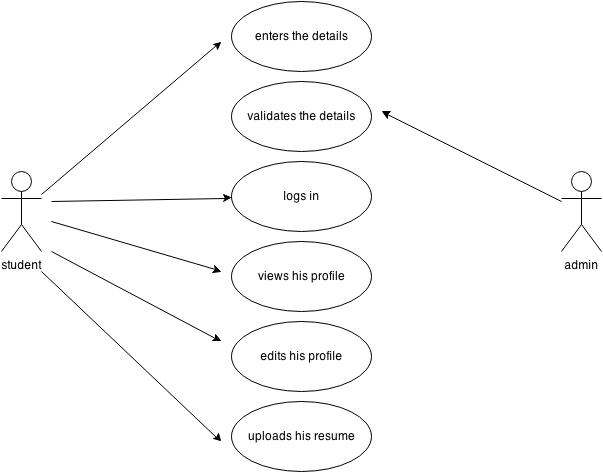 enters the details
validates the details
logs in
student
admin
views his profile
edits his profile
uploads his resume